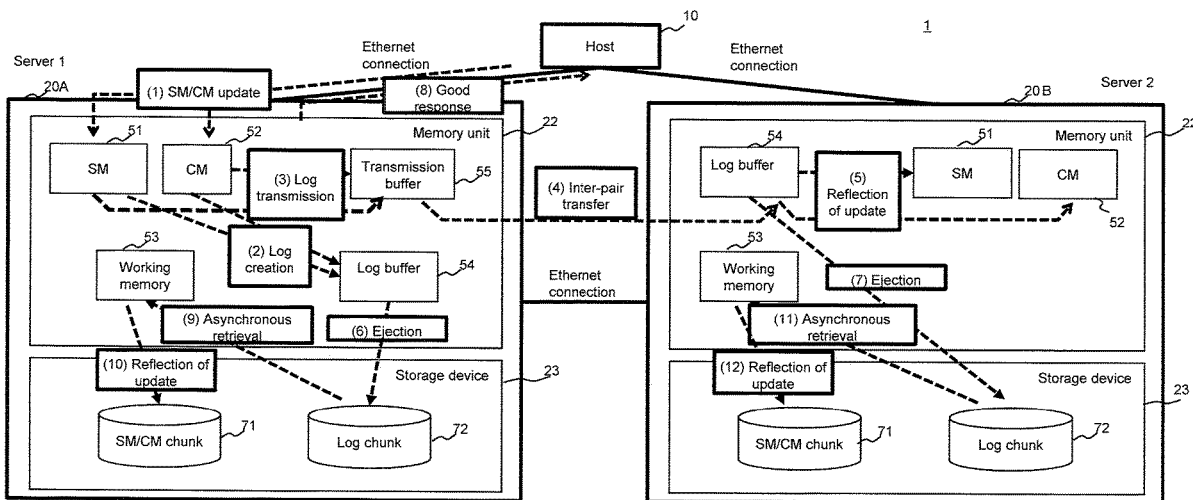 10
1
Host
Ethernet
connection
Ethernet
connection
Server 1
Server 2
20A
20B
(1) SM/CM update
(8) Good
response
51
52
Memory unit
22
SM
CM
(3) Log
transmission
Transmission
buffer
55
(2) Log
creation
53
Working
memory
Log buffer
54
(9) Asynchronous
retrieval
(6) Ejection
(10) Reflection of
update
Storage device
23
SM/CM chunk
71
Log chunk
72
(4) Inter-pair
transfer
Ethernet
connection
54
51
Memory unit
22
Log buffer
(5)
Reflection
of update
SM
CM
52
53
Working
memory
(7) Ejection
(11) Asynchronous
retrieval
(12) Reflection of
update
Storage device
23
SM/CM chunk
71
Log chunk
72